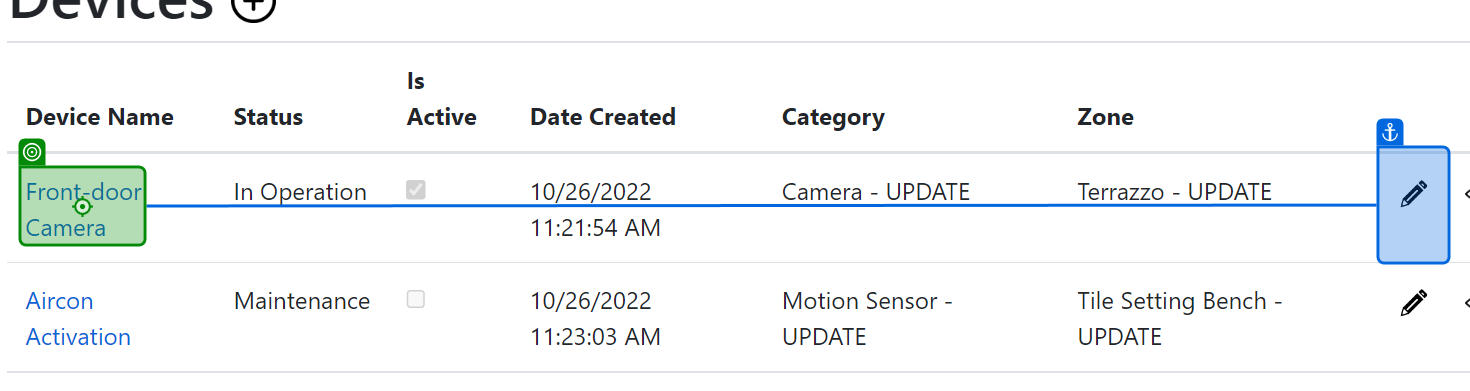 Devices
Device Name Status Is Active Date Created Category Zone
Front-door Camera In Operation 10/26/2022 11:21:54 AM Camera - UPDATE Terrazzo - UPDATE
Aircon Activation Maintenance 10/26/2022 11:23:03 AM Motion Sensor - UPDATE Tile Setting Bench - UPDATE